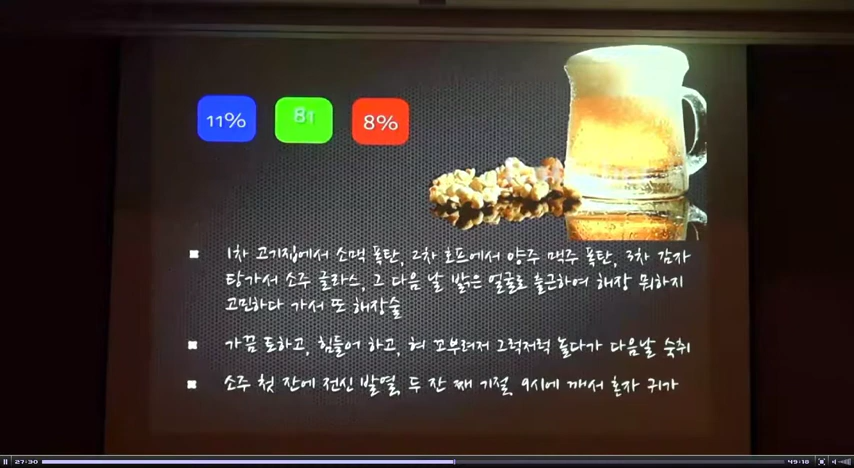 11%
81
8%
1차 고기집에서 소맥 폭탄, 2차 호프에서 양주 맥주 폭탄, 3차 감자
탕가서 소주 글라스, 그 다음 날 밝은 얼굴로 출근하여 해장 뭐하지
고민하다 가서 또 해장술
가끔 토하고, 힘들어 하고, 혀 꼬부려져 그럭저럭 놀다가 다음날 숙취
소주 첫 잔에 전신 발열, 두 잔 째 기절, 9시에 깨서 혼자 귀가
27:30
49:18